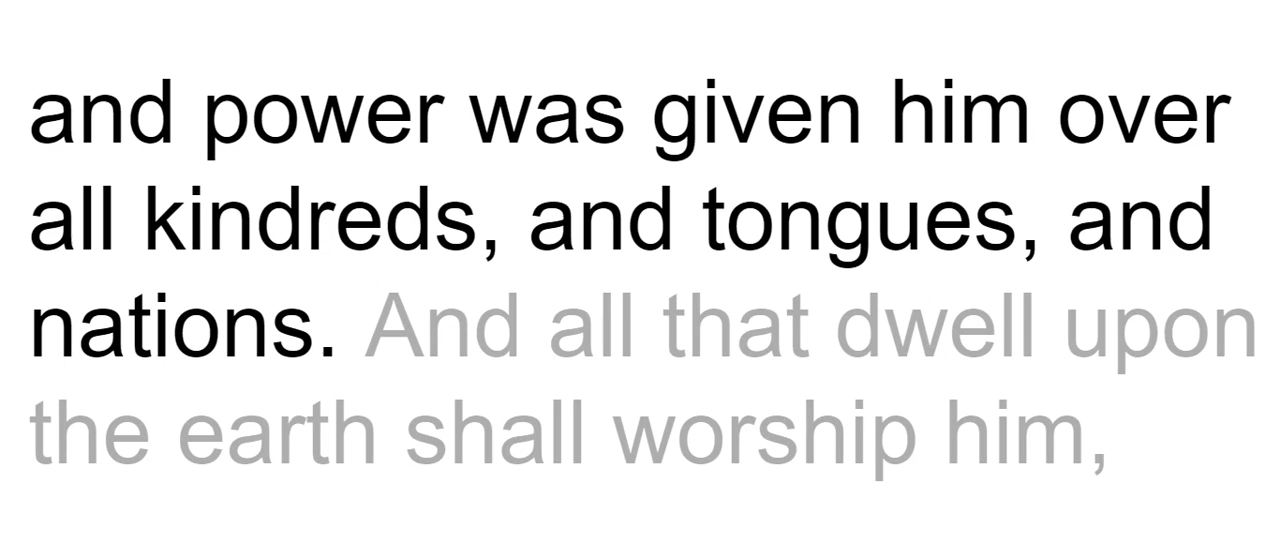 and power was given him over
all kindreds, and tongues, and
nations. And all that dwell upon
the earth shall worship him,